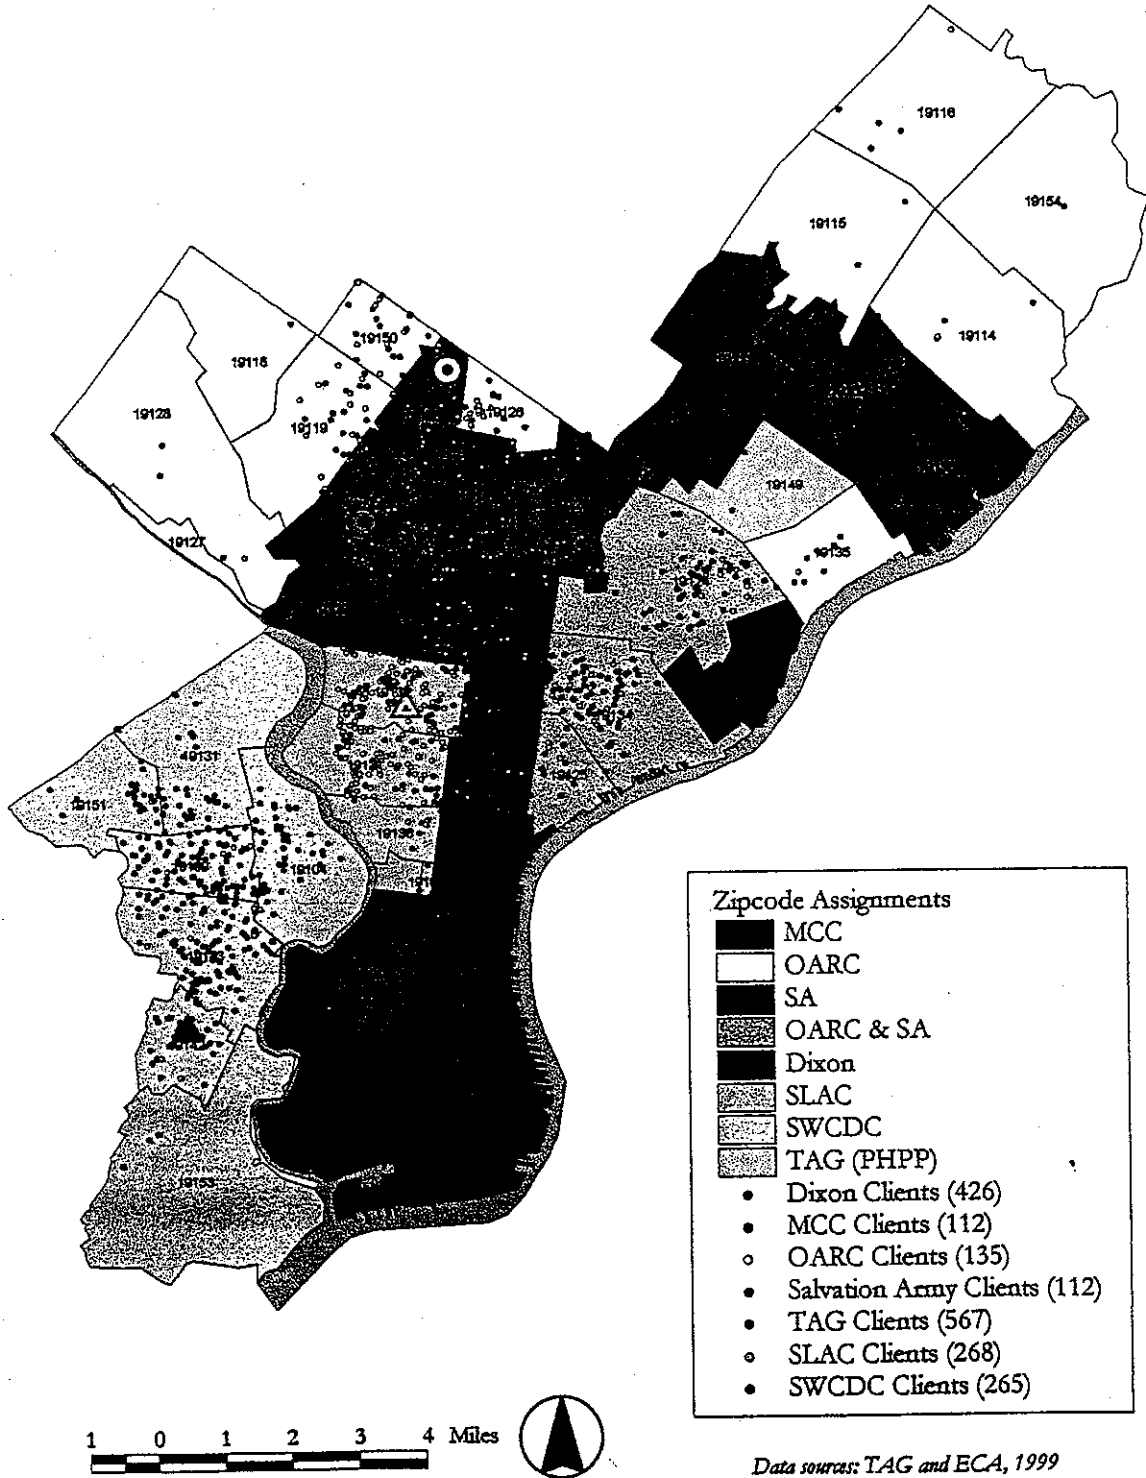 19116
19154
19115
19114
19150
19118
19128
19126
19119
19149
19127
19135
19131
19151
19104
19153
Zipcode Assignments
MCC
OARC
SA
OARC & SA
Dixon
SLAC
SWCDC
TAG (PHPP)
Dixon Clients (426)
MCC Clients (112)
OARC Clients (135)
Salvation Army Clients (112)
TAG Clients (567)
SLAC Clients (268)
SWCDC Clients (265)
1 0 1 2 3 4 Miles
Data sources: TAG and ECA, 1999